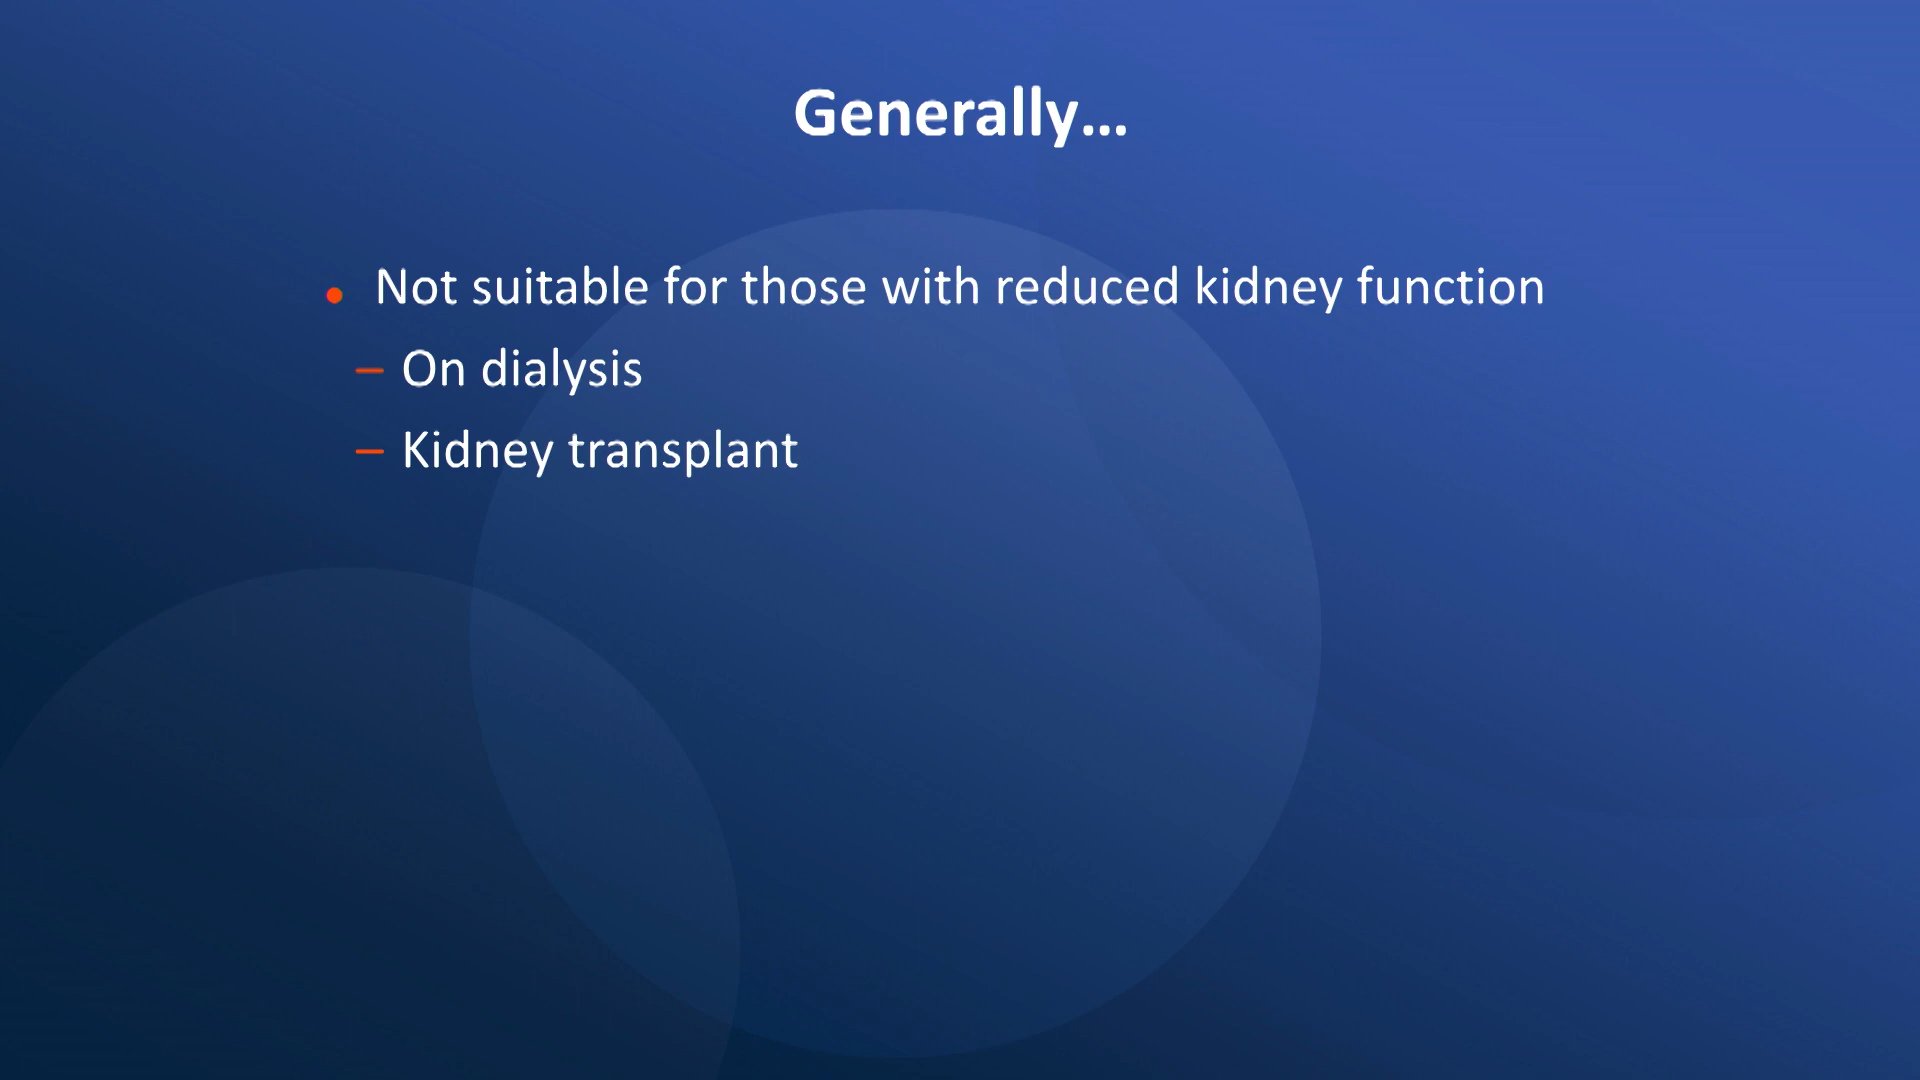 Generally...
• Not suitable for those with reduced kidney function
– On dialysis
– Kidney transplant